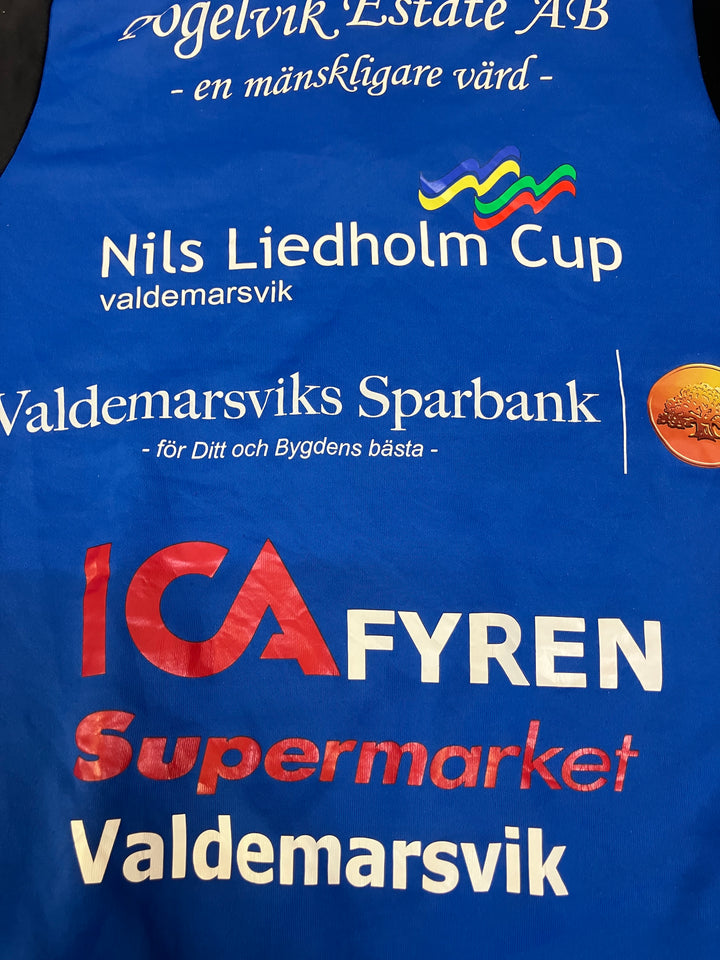 Fågelvik Estate AB
- en mänskligare värd -
Nils Liedholm Cup
valdemarsvik
Valdemarsviks Sparbank
- för Ditt och Bygdens bästa -
ICA FYREN
Supermarket
Valdemarsvik